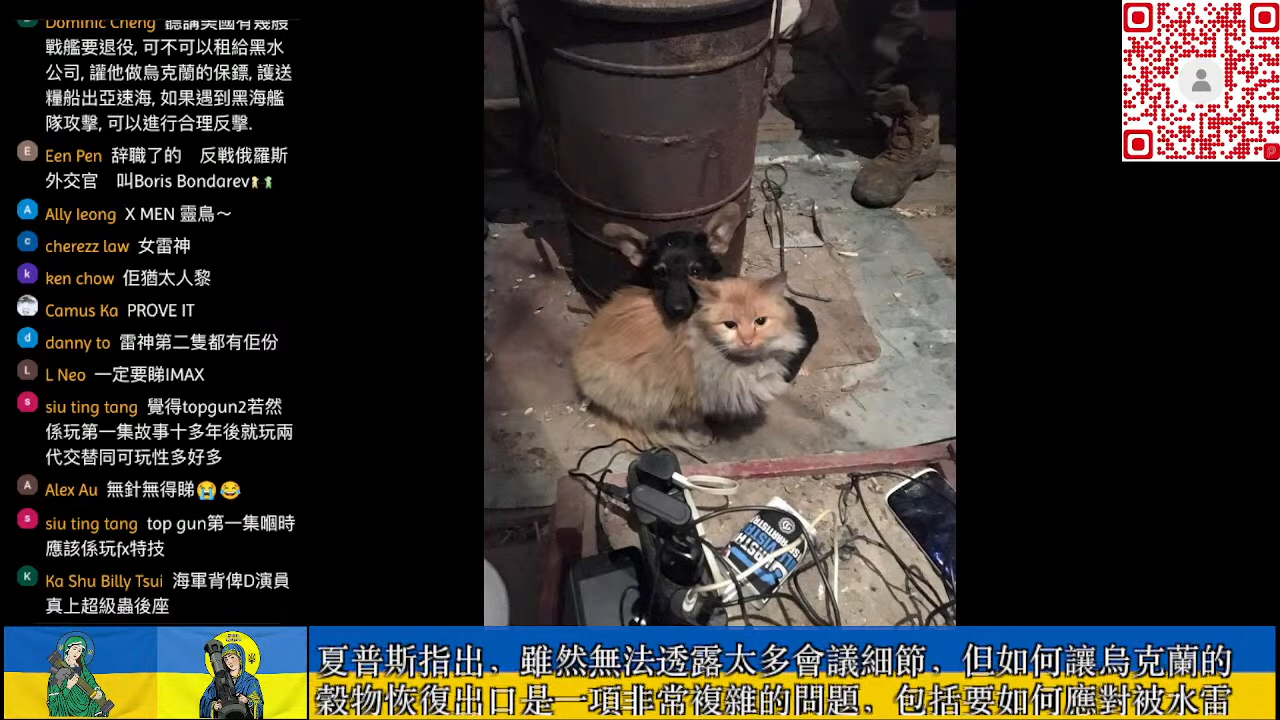 Dominic Cheng 聽講美國有幾艘
戰艦要退役, 可不可以租給黑水
公司, 讓他做烏克蘭的保鏢, 護送
糧船出亞速海, 如果遇到黑海艦
隊攻擊, 可以進行合理反擊.
E
Een Pen 辞職了的 反戰俄羅斯
外交官 叫Boris Bondarev
A
Ally Ieong X MEN 靈鳥～
c
cherezz law 女雷神
k
ken chow 佢猶太人黎
Camus Ka PROVE IT
d
danny to 雷神第二隻都有佢份
L
L Neo 一定要睇IMAX
s
siu ting tang 覺得topgun2若然
係玩第一集故事十多年後就玩兩
代交替同可玩性多好多
A
Alex Au 無針無得睇😭😂
s
siu ting tang top gun第一集嗰時
應該係玩fx特技
K
Ka Shu Billy Tsui 海軍背俾D演員
真上超級蟲後座
夏普斯指出，雖然無法透露太多會議細節，但如何讓烏克蘭的
穀物恢復出口是一項非常複雜的問題，包括要如何應對被水雷